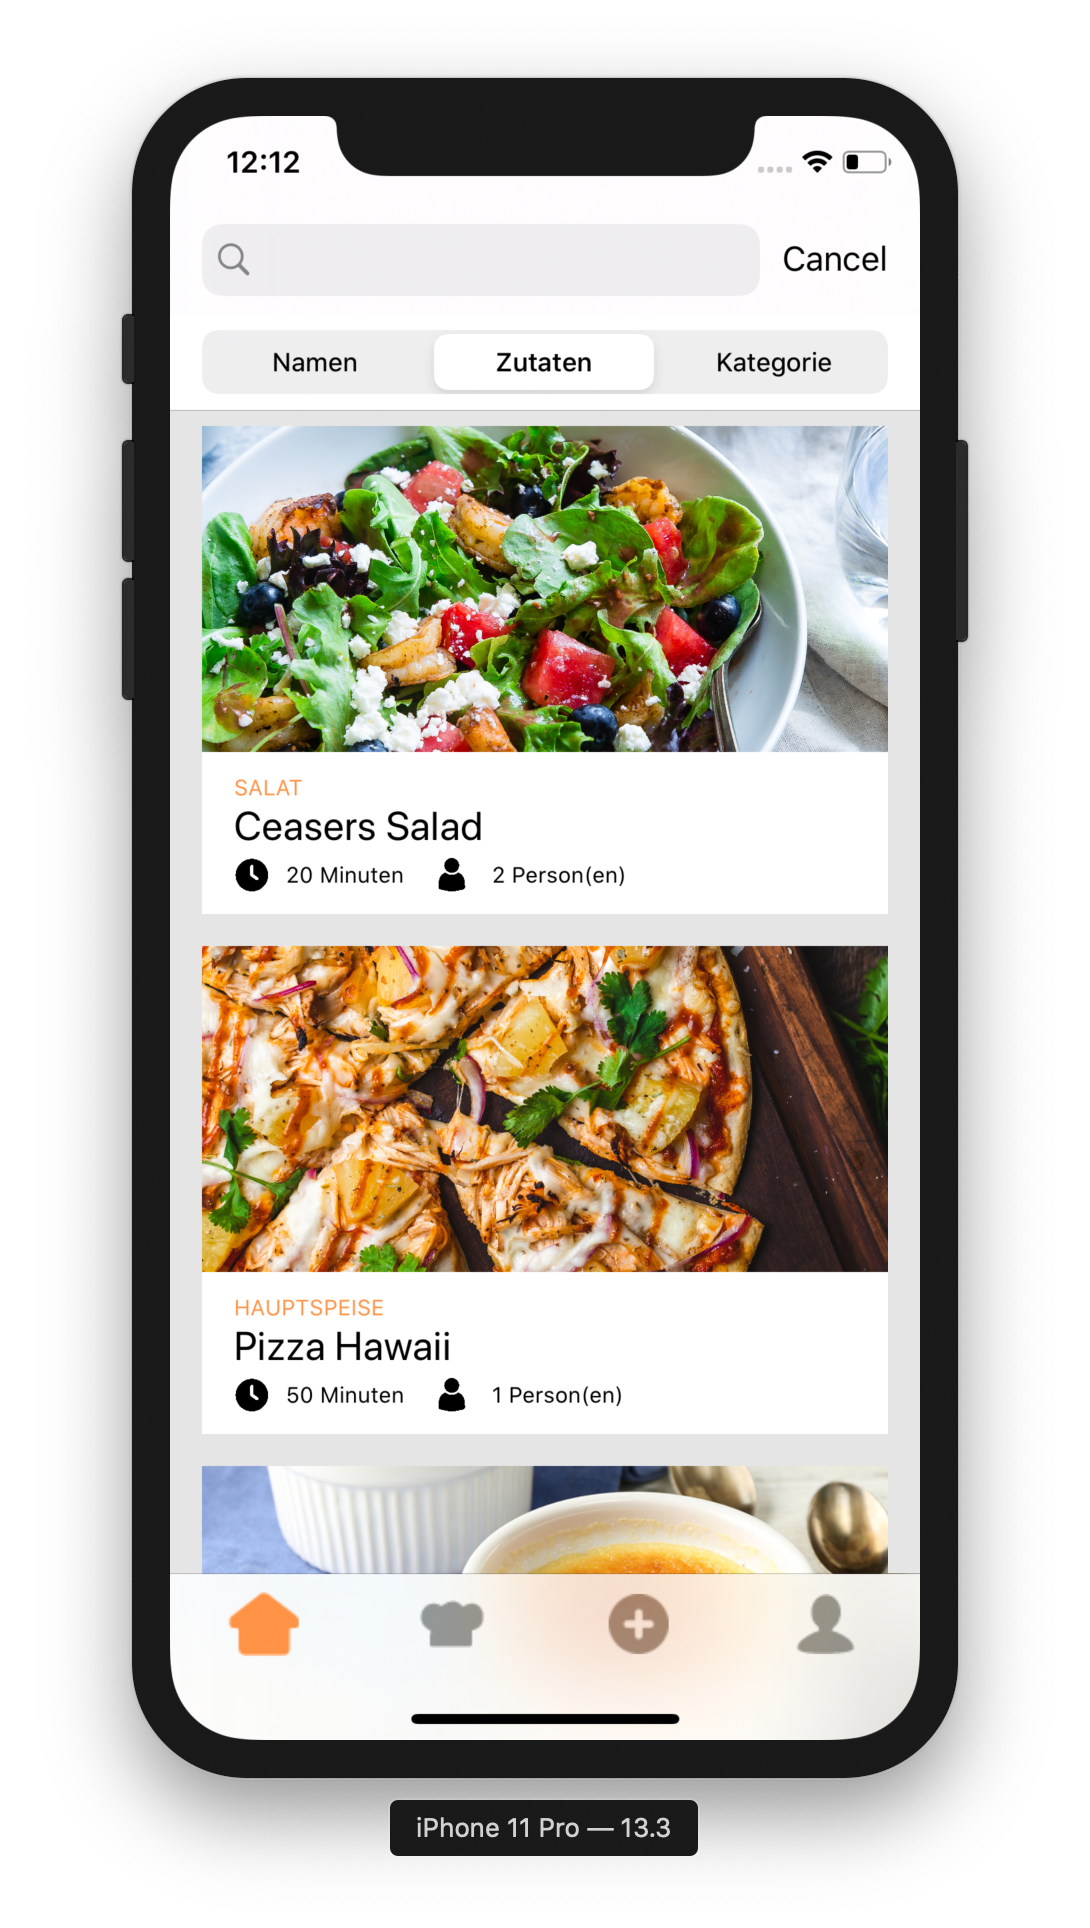 12:12
Cancel
Namen Zutaten Kategorie
SALAT
Ceasers Salad
20 Minuten 2 Person(en)
HAUPTSPEISE
Pizza Hawaii
50 Minuten 1 Person(en)
iPhone 11 Pro — 13.3